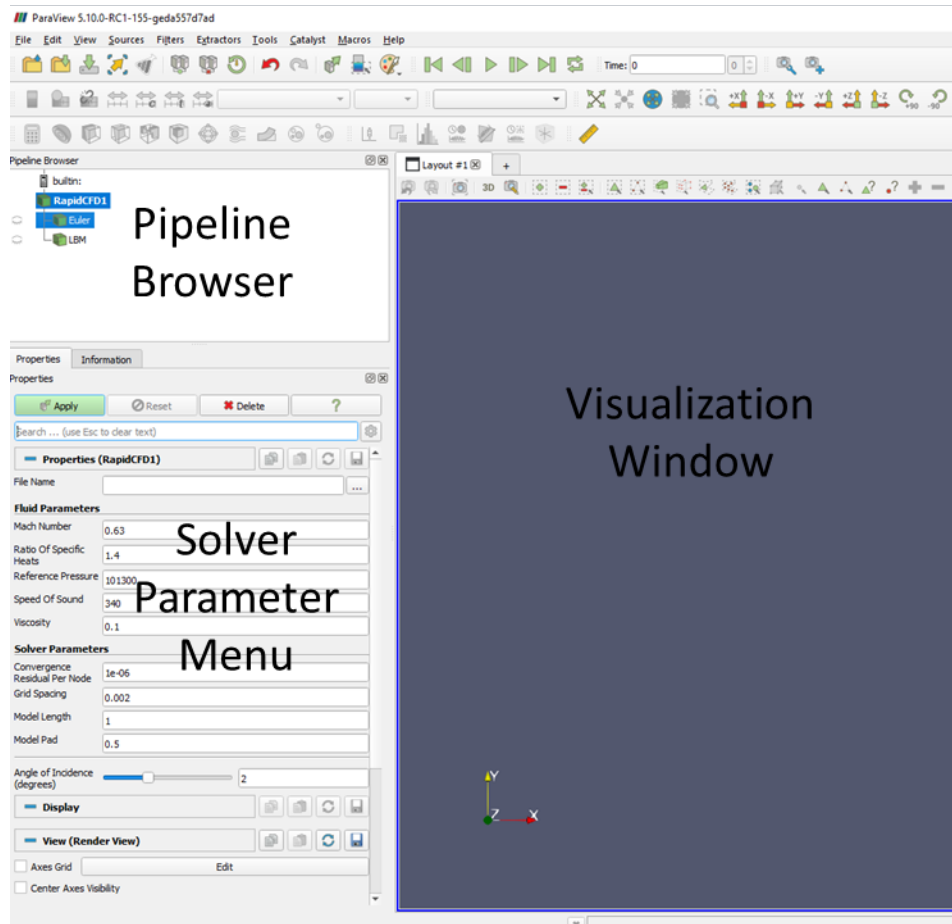 ParaView 5.10.0-RC1-155-geda557d7ad
File Edit View Sources Filters Extractors Tools Catalyst Macros Help
Time: 0 0
+X -X +Y -Y +Z -Z +90 -90
Pipeline Browser
Layout #1 +
builtin:
3D
RapidCFD1
Euler
LBM
Pipeline
Browser
Properties Information
Properties
Apply Reset Delete ?
Search ... (use Esc to clear text)
Properties (RapidCFD1)
File Name ...
Fluid Parameters
Mach Number 0.63
Ratio Of Specific
Heats 1.4
Reference Pressure 101300
Speed Of Sound 340
Viscosity 0.1
Solver Parameters
Convergence
Residual Per Node 1e-06
Grid Spacing 0.002
Model Length 1
Model Pad 0.5
Angle of Incidence
(degrees) 2
Display
View (Render View)
Axes Grid Edit
Center Axes Visibility
Solver
Parameter
Menu
Visualization
Window
Y
Z X